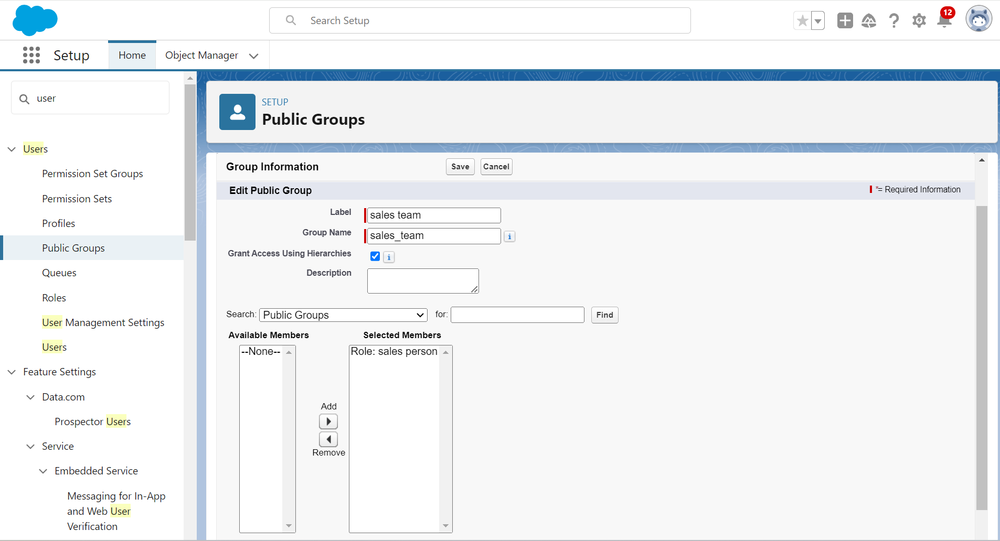 Search Setup
12
Setup
Home
Object Manager
user
Users
Permission Set Groups
Permission Sets
Profiles
Public Groups
Queues
Roles
User Management Settings
Users
Feature Settings
Data.com
Prospector Users
Service
Embedded Service
Messaging for In-App
and Web User
Verification
SETUP
Public Groups
Group Information
Save
Cancel
Edit Public Group
*= Required Information
Label
sales team
Group Name
sales_team
i
Grant Access Using Hierarchies
i
Description
Search:
Public Groups
for:
Find
Available Members
Selected Members
--None--
Role: sales person
Add
Remove